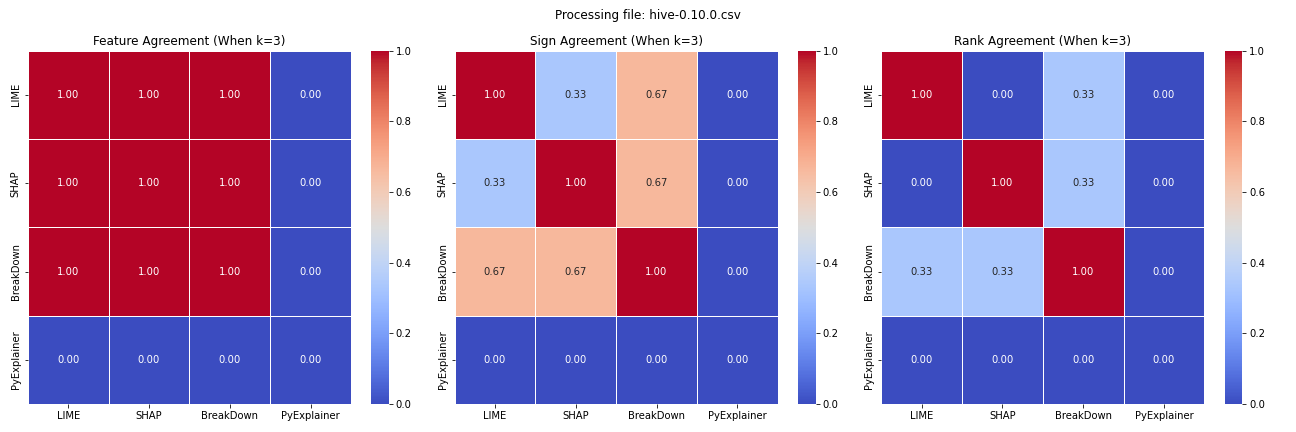 Processing file: hive-0.10.0.csv
Feature Agreement (When k=3)
LIME 1.00 1.00 1.00 0.00
SHAP 1.00 1.00 1.00 0.00
BreakDown 1.00 1.00 1.00 0.00
PyExplainer 0.00 0.00 0.00 0.00
LIME SHAP BreakDown PyExplainer
1.0
0.8
0.6
0.4
0.2
0.0
Sign Agreement (When k=3)
LIME 1.00 0.33 0.67 0.00
SHAP 0.33 1.00 0.67 0.00
BreakDown 0.67 0.67 1.00 0.00
PyExplainer 0.00 0.00 0.00 0.00
LIME SHAP BreakDown PyExplainer
1.0
0.8
0.6
0.4
0.2
0.0
Rank Agreement (When k=3)
LIME 1.00 0.00 0.33 0.00
SHAP 0.00 1.00 0.33 0.00
BreakDown 0.33 0.33 1.00 0.00
PyExplainer 0.00 0.00 0.00 0.00
LIME SHAP BreakDown PyExplainer
1.0
0.8
0.6
0.4
0.2
0.0